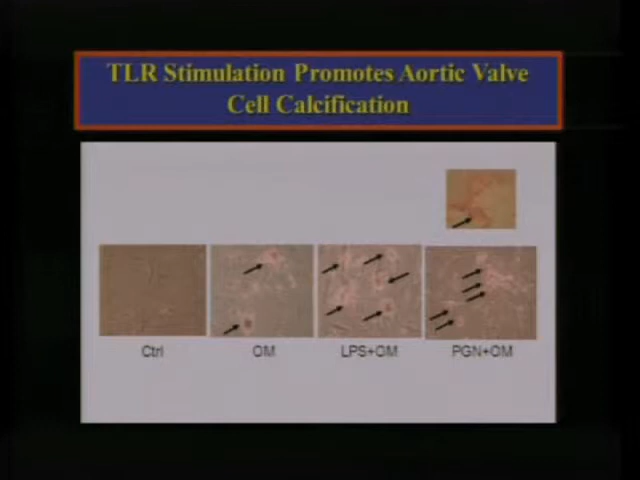 TLR Stimulation Promotes Aortic Valve
Cell Calcification
Ctrl
OM
LPS+OM
PGN+OM